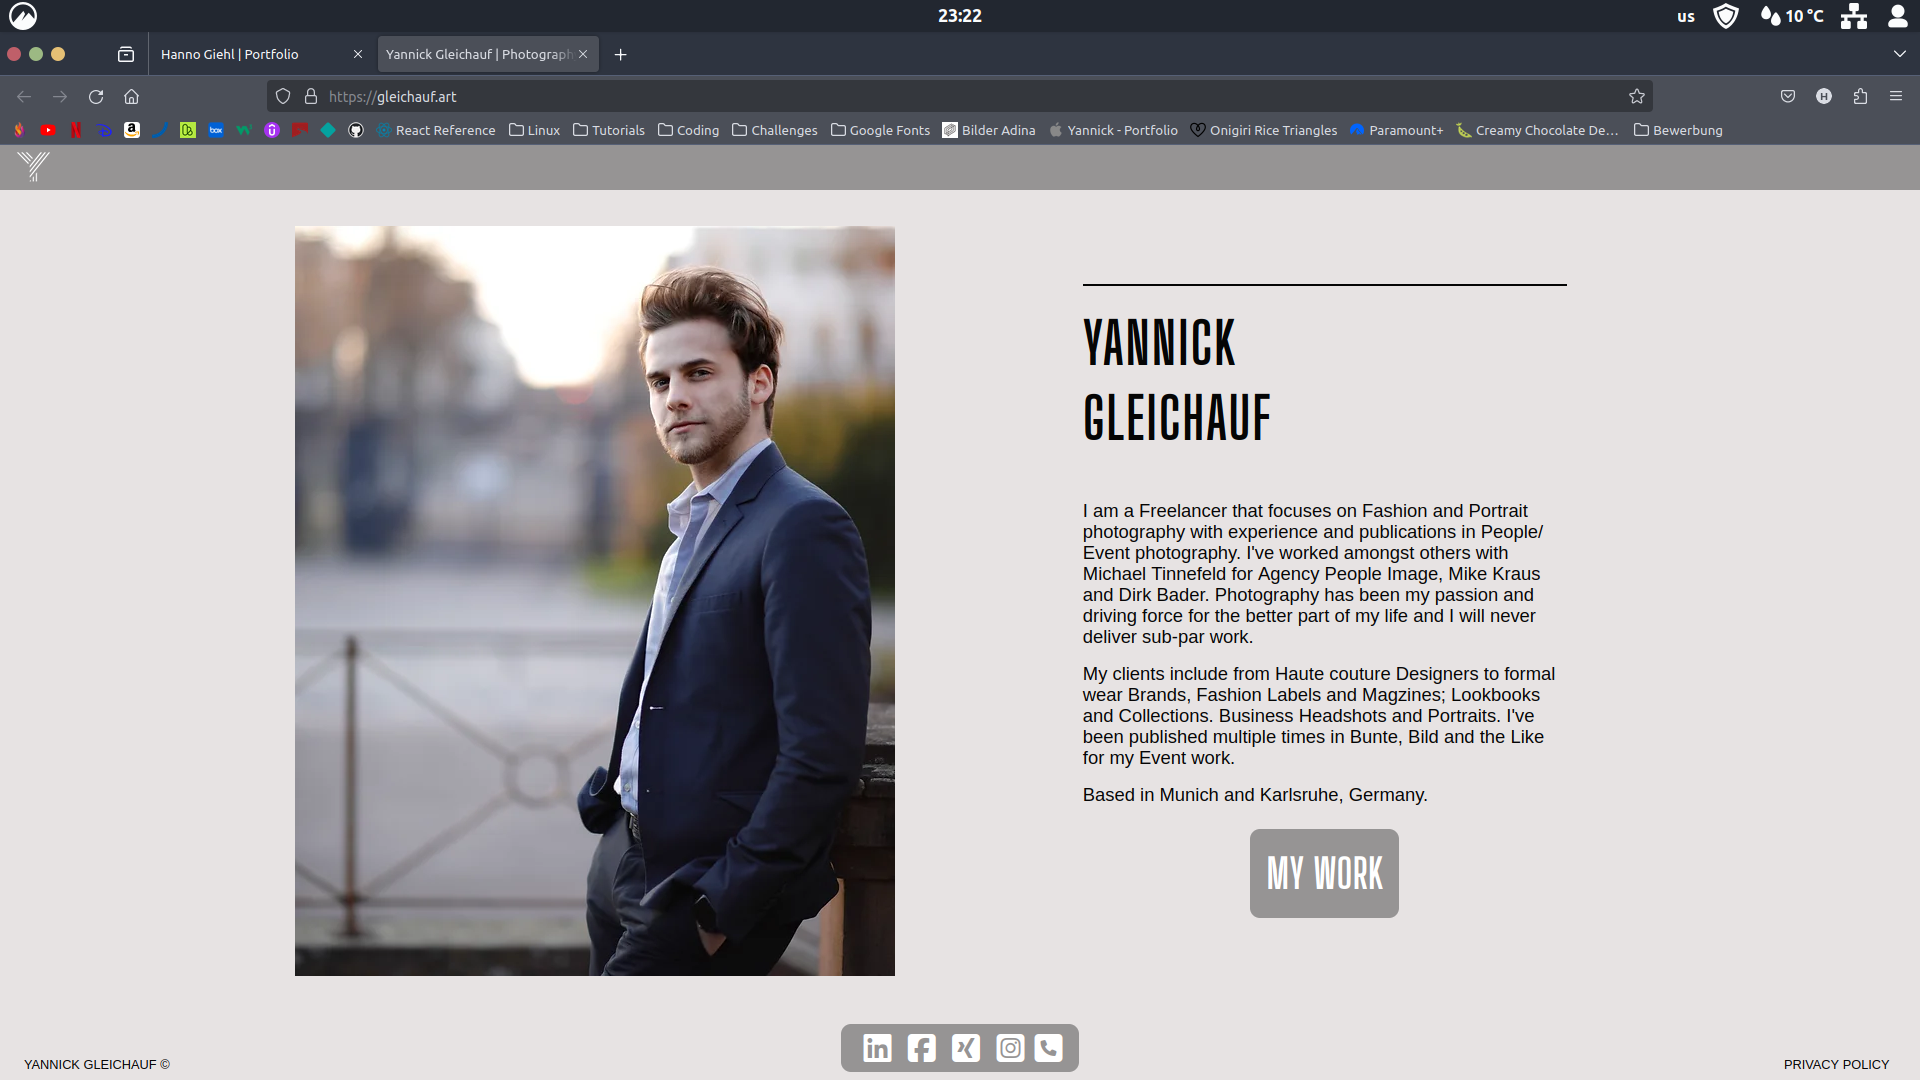 23:22
us
10 °C
Hanno Giehl | Portfolio
Yannick Gleichauf | Photograph
https://gleichauf.art
H
box
React Reference
Linux
Tutorials
Coding
Challenges
Google Fonts
Bilder Adina
Yannick - Portfolio
Onigiri Rice Triangles
Paramount+
Creamy Chocolate De…
Bewerbung
YANNICK
GLEICHAUF
I am a Freelancer that focuses on Fashion and Portrait
photography with experience and publications in People/
Event photography. I've worked amongst others with
Michael Tinnefeld for Agency People Image, Mike Kraus
and Dirk Bader. Photography has been my passion and
driving force for the better part of my life and I will never
deliver sub-par work.
My clients include from Haute couture Designers to formal
wear Brands, Fashion Labels and Magzines; Lookbooks
and Collections. Business Headshots and Portraits. I've
been published multiple times in Bunte, Bild and the Like
for my Event work.
Based in Munich and Karlsruhe, Germany.
MY WORK
YANNICK GLEICHAUF ©
PRIVACY POLICY